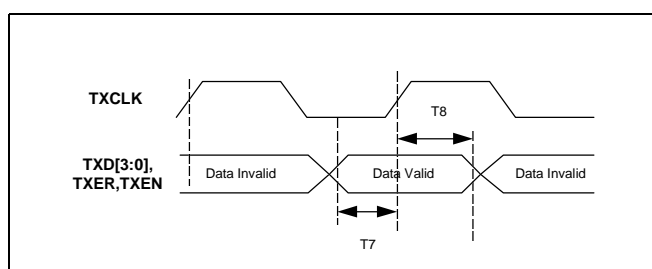 TXCLK
T8
TXD[3:0],
TXER,TXEN
Data Invalid
Data Valid
Data Invalid
T7